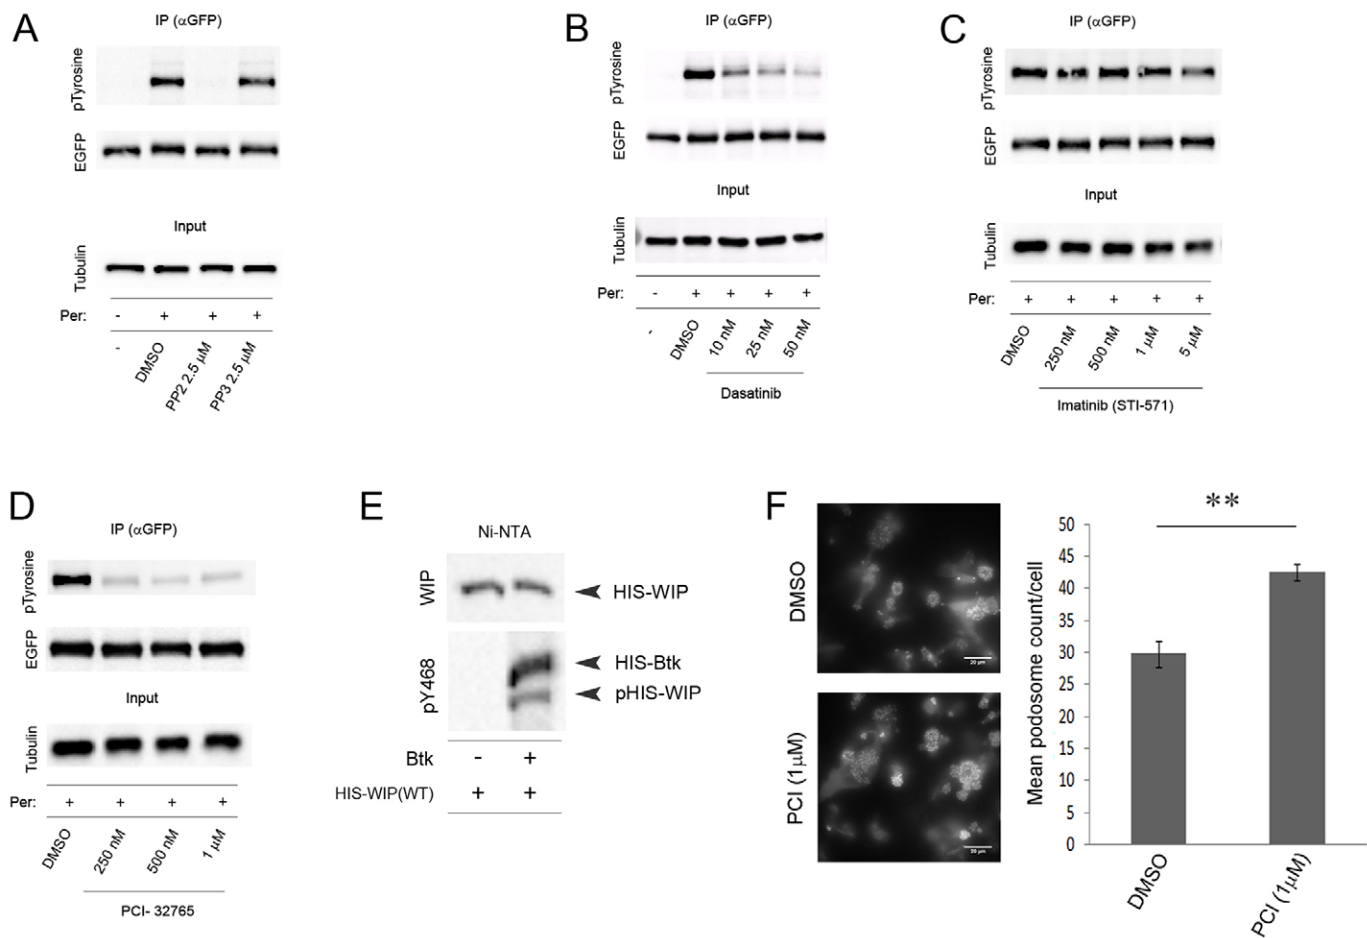 A
IP (αGFP)
pTyrosine
EGFP
Input
Tubulin
Per: - + + +
- DMSO PP2 2.5 μM PP3 2.5 μM
B
IP (αGFP)
pTyrosine
EGFP
Input
Tubulin
Per: - + + + +
- DMSO 10 nM 25 nM 50 nM
Dasatinib
C
IP (αGFP)
pTyrosine
EGFP
Input
Tubulin
Per: + + + + +
DMSO 250 nM 500 nM 1 μM 5 μM
Imatinib (STI-571)
D
IP (αGFP)
pTyrosine
EGFP
Input
Tubulin
Per: + + + +
DMSO 250 nM 500 nM 1 μM
PCI- 32765
E
Ni-NTA
WIP
HIS-WIP
pY468
HIS-Btk
pHIS-WIP
Btk - +
HIS-WIP(WT) + +
F
DMSO
20 μm
PCI (1μM)
20 μm
**
Mean podosome count/cell
50
45
40
35
30
25
20
15
10
5
0
DMSO
PCI (1μM)